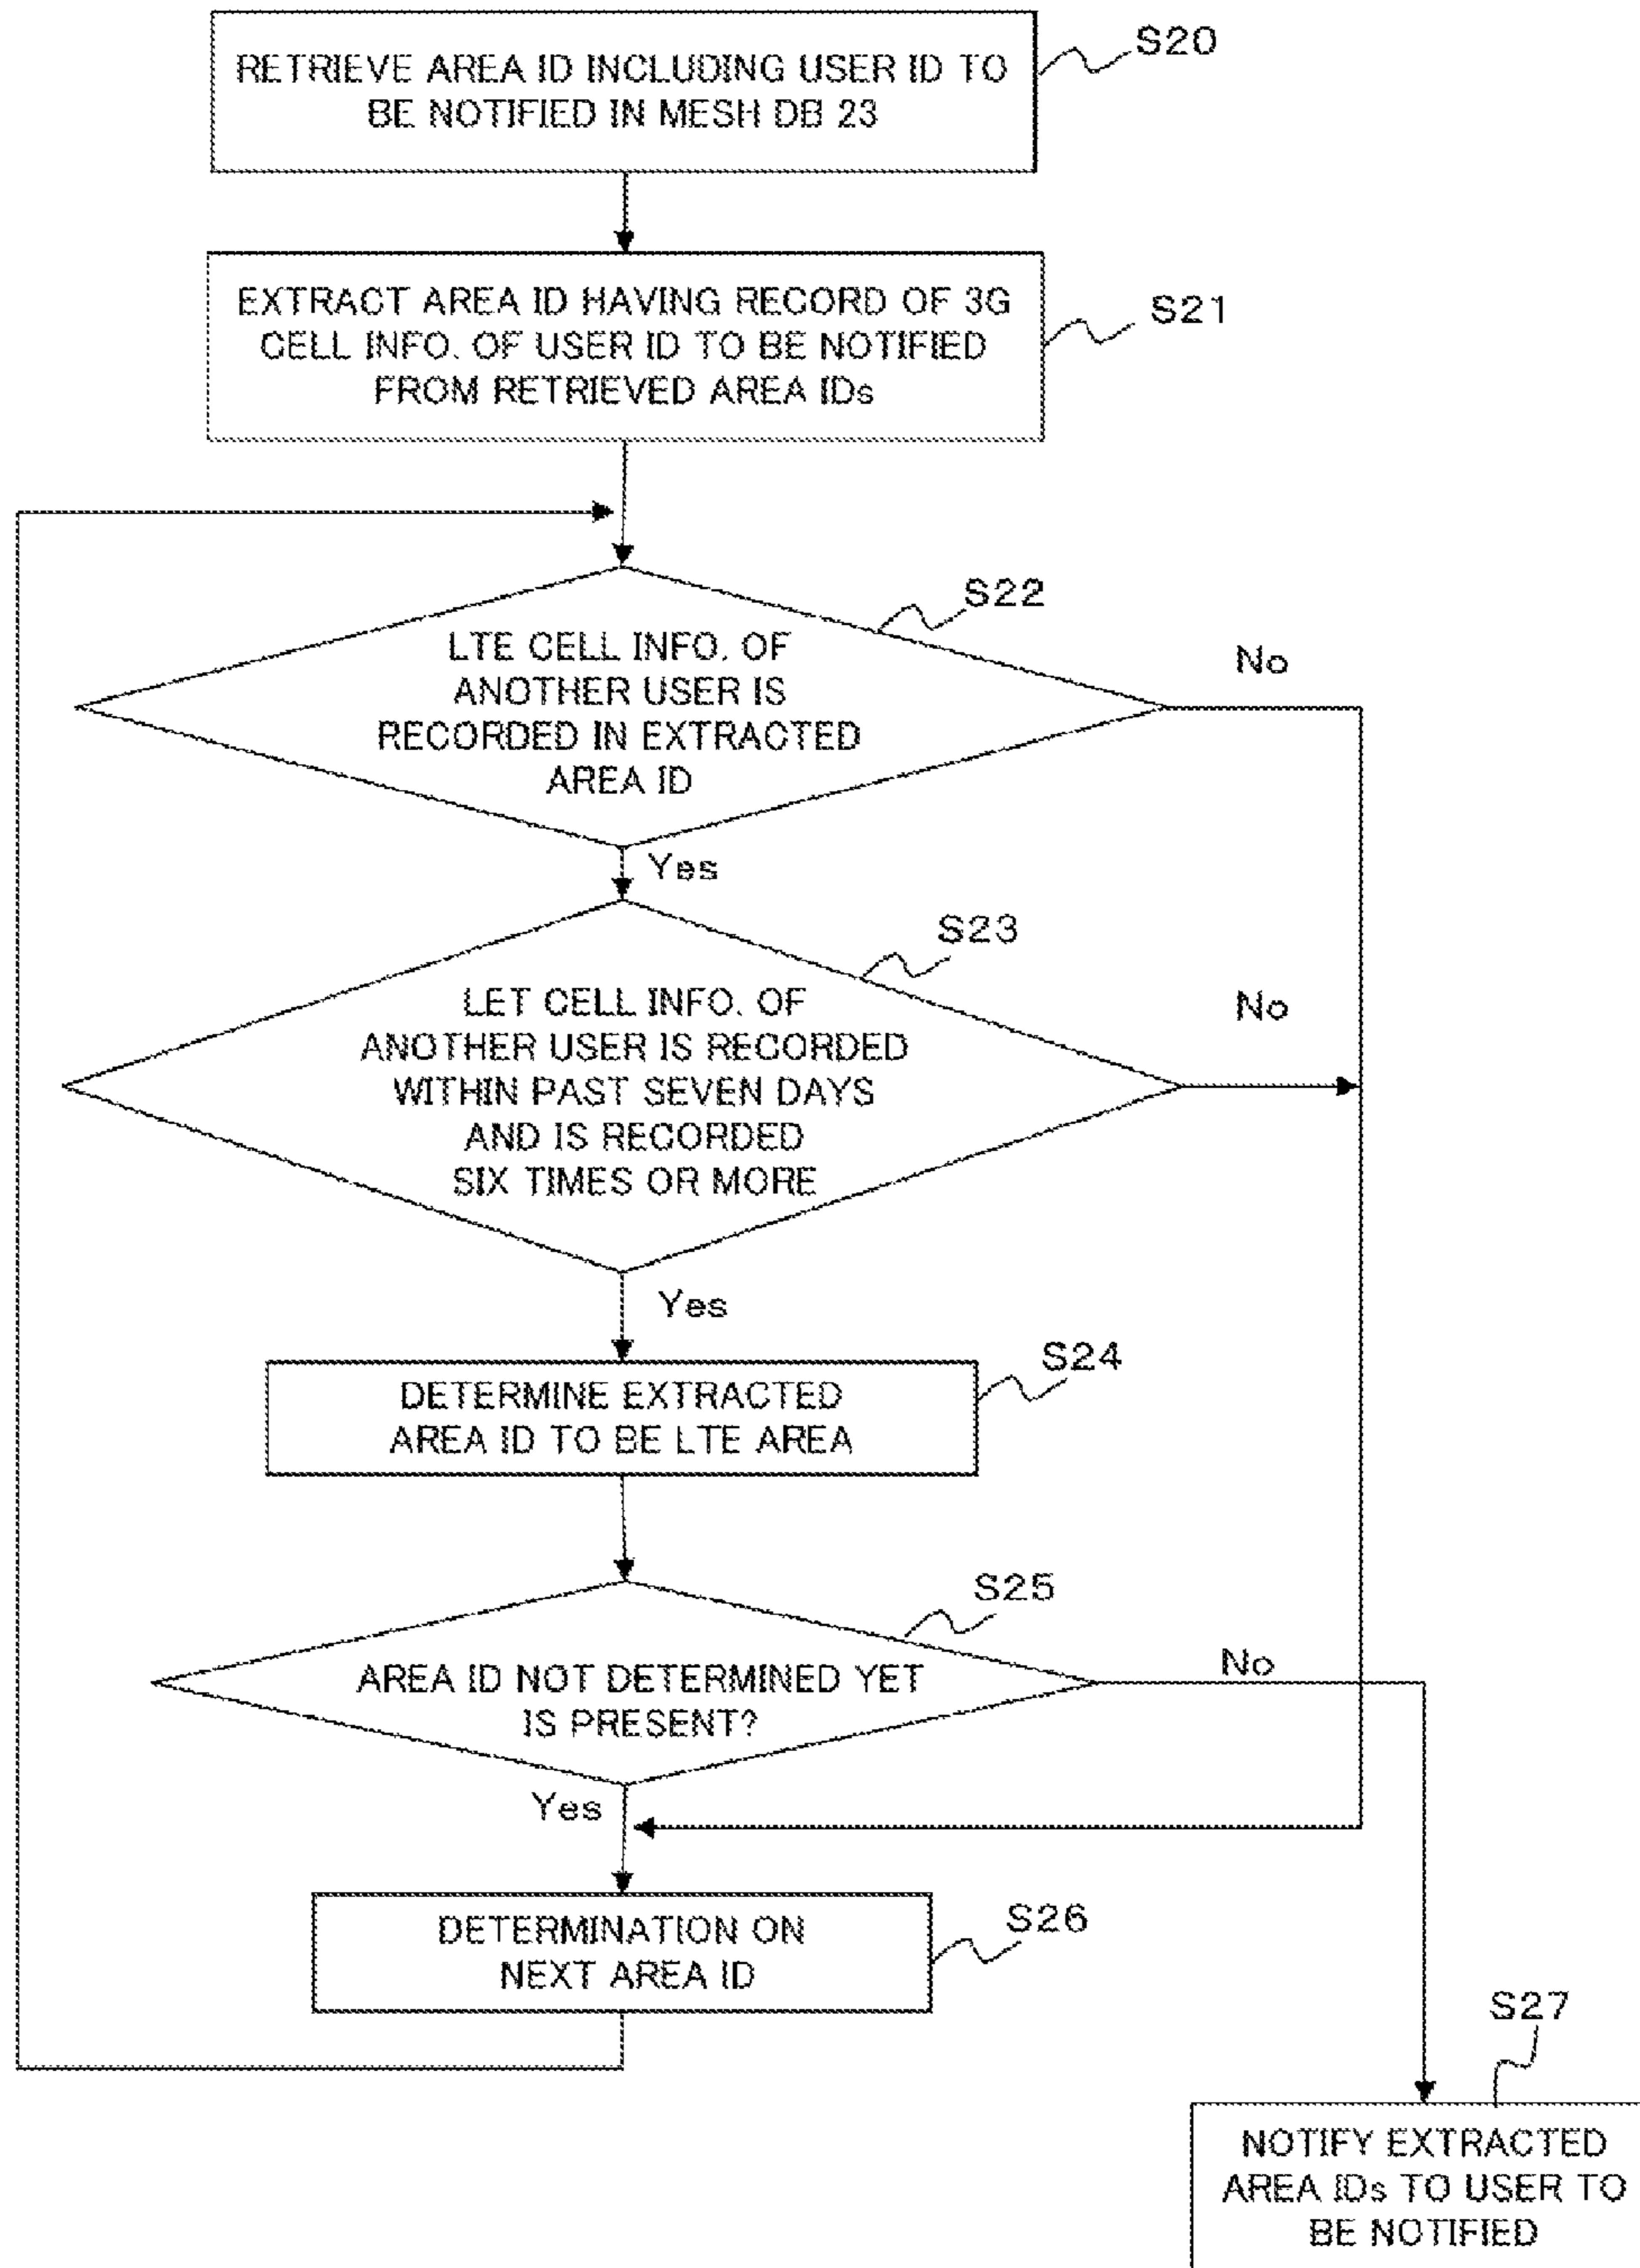 S20
RETRIEVE AREA ID INCLUDING USER ID TO
BE NOTIFIED IN MESH DB 23
S21
EXTRACT AREA ID HAVING RECORD OF 3G
CELL INFO. OF USER ID TO BE NOTIFIED
FROM RETRIEVED AREA IDs
S22
LTE CELL INFO. OF
ANOTHER USER IS
RECORDED IN EXTRACTED
AREA ID
No
Yes
S23
LET CELL INFO. OF
ANOTHER USER IS RECORDED
WITHIN PAST SEVEN DAYS
AND IS RECORDED
SIX TIMES OR MORE
No
Yes
S24
DETERMINE EXTRACTED
AREA ID TO BE LTE AREA
S25
AREA ID NOT DETERMINED YET
IS PRESENT?
No
Yes
S26
DETERMINATION ON
NEXT AREA ID
S27
NOTIFY EXTRACTED
AREA IDs TO USER TO
BE NOTIFIED